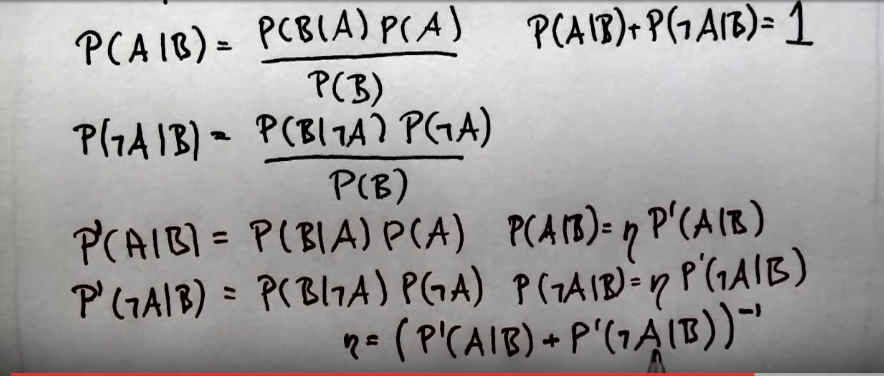 P(A|B) = P(B|A) P(A) / P(B)    P(A|B) + P(¬A|B) = 1
P(¬A|B) = P(B|¬A) P(¬A) / P(B)
P'(A|B) = P(B|A) P(A)    P(A|B) = η P'(A|B)
P'(¬A|B) = P(B|¬A) P(¬A)    P(¬A|B) = η P'(¬A|B)
η = (P'(A|B) + P'(¬A|B))⁻¹